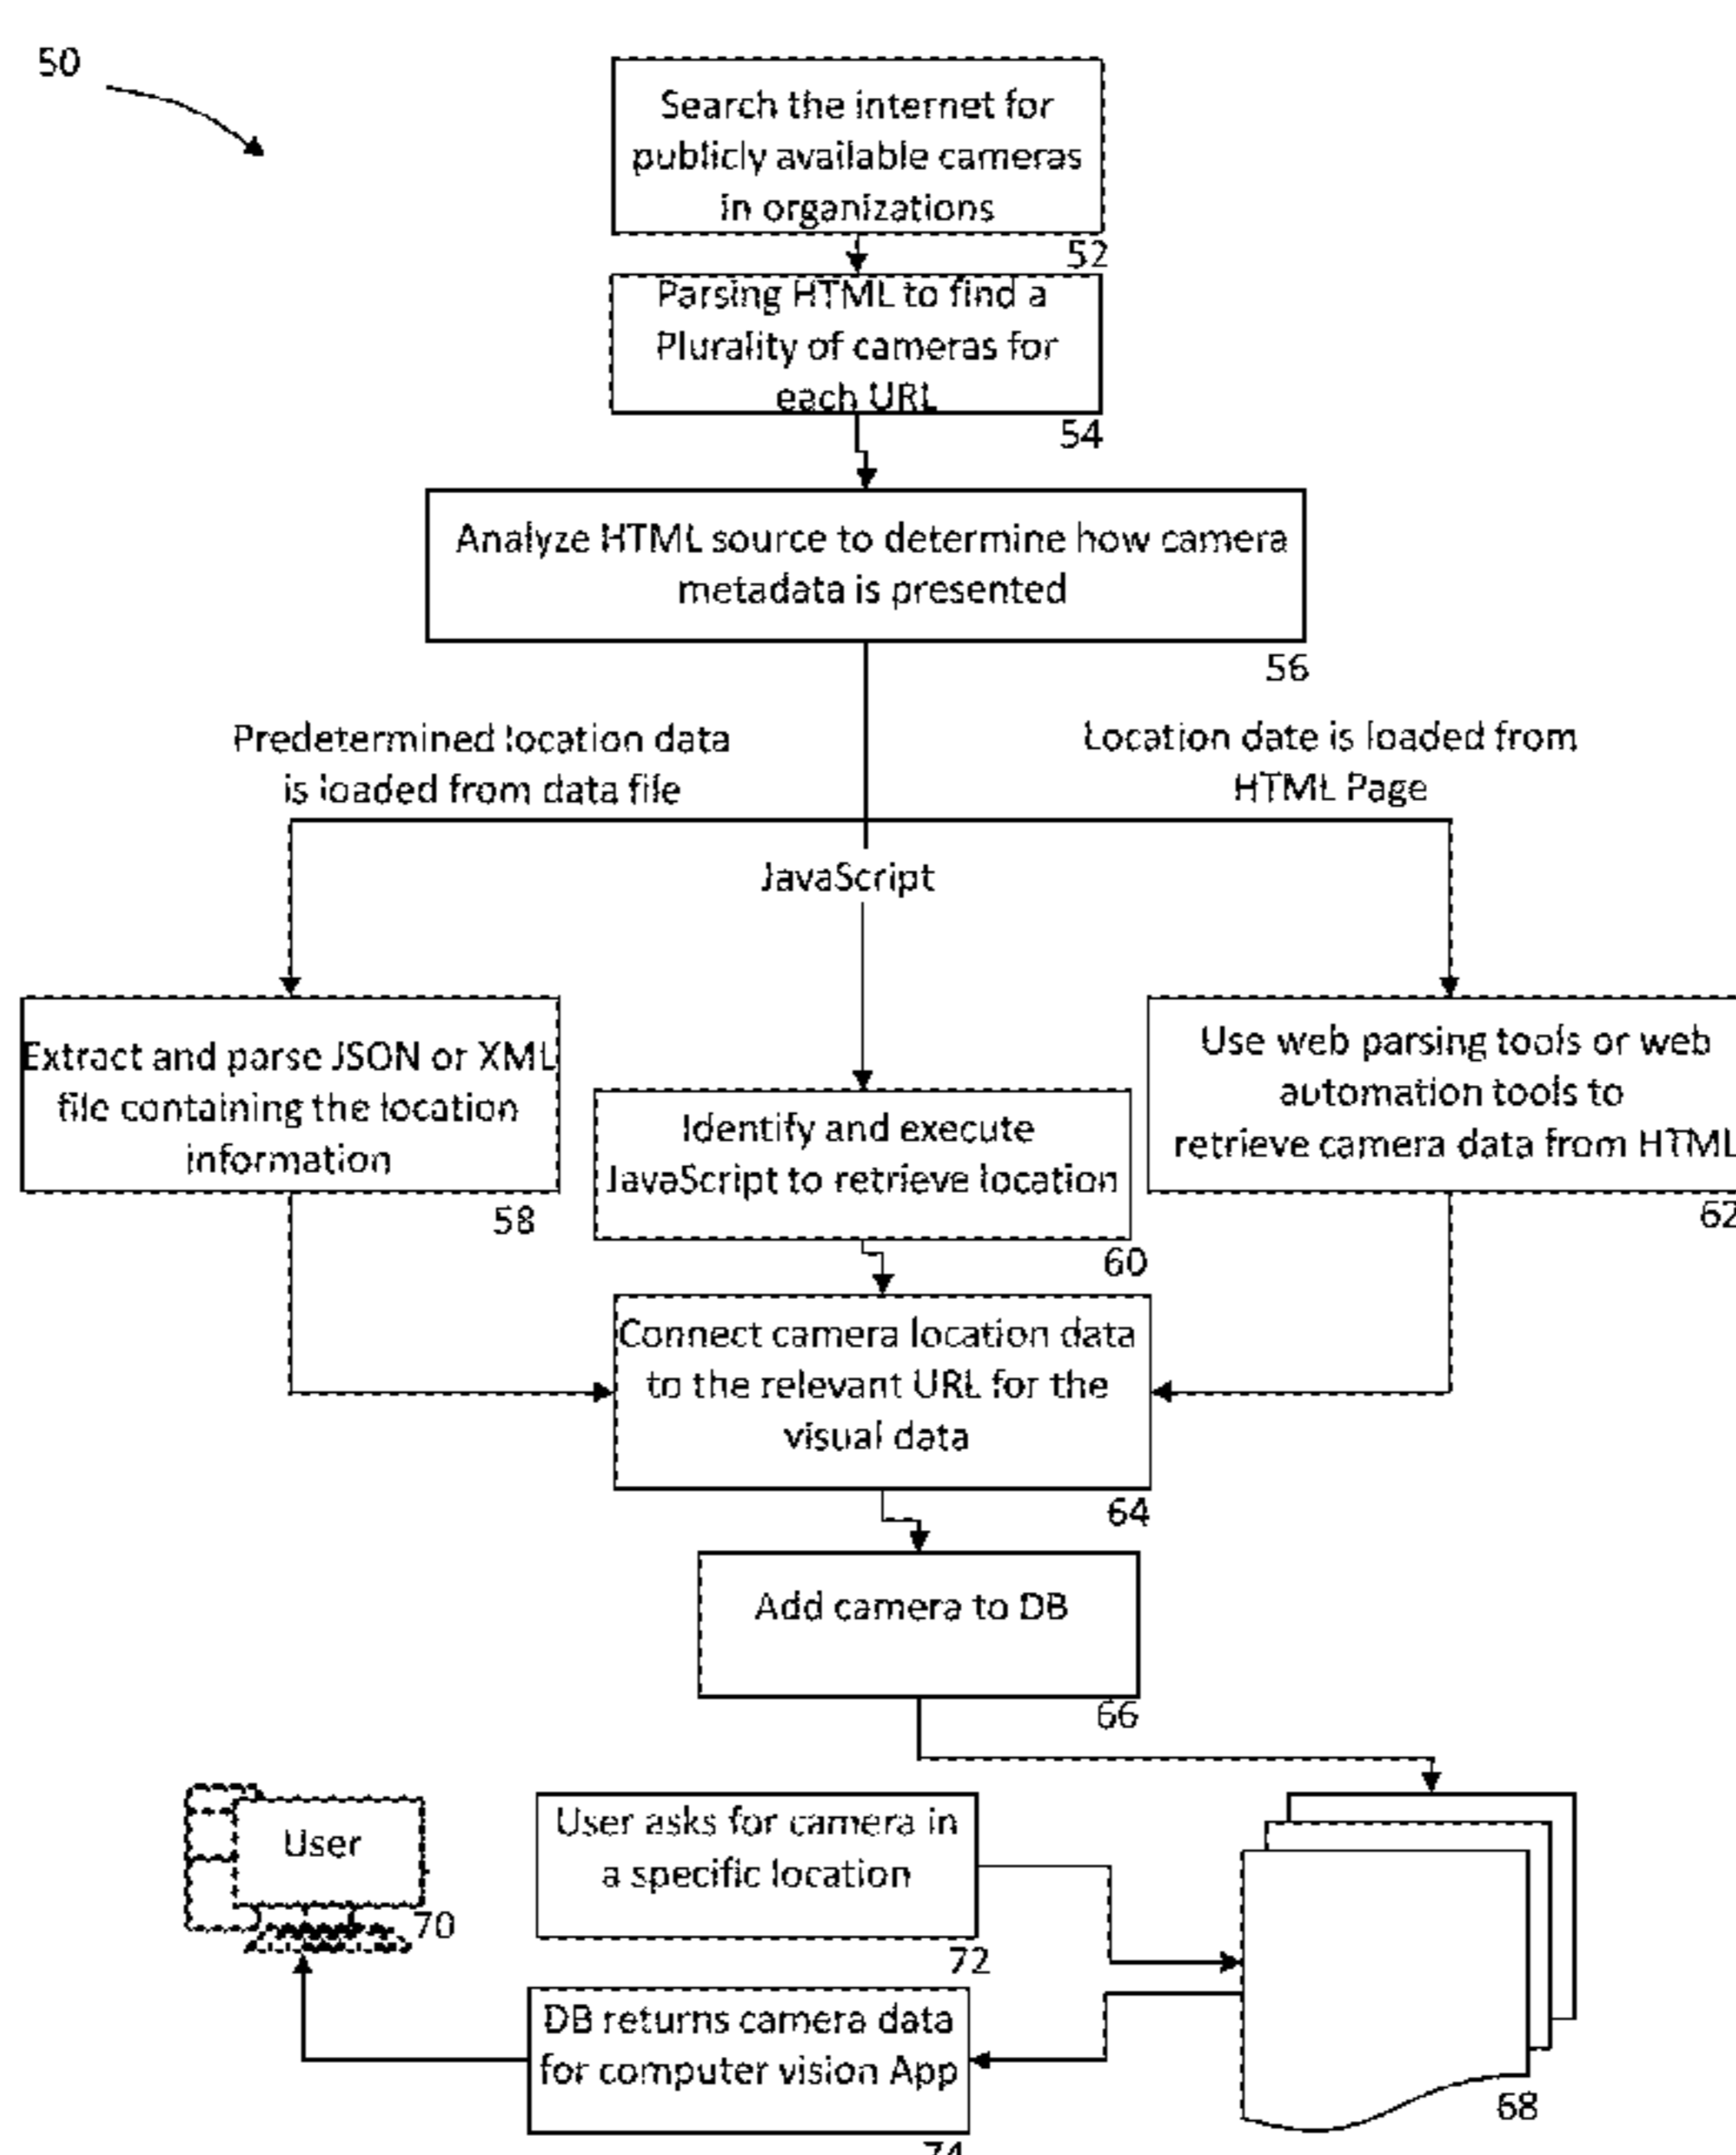 50
Search the internet for
publicly available cameras
in organizations
52
Parsing HTML to find a
Plurality of cameras for
each URL
54
Analyze HTML source to determine how camera
metadata is presented
56
Predetermined location data
is loaded from data file
Location date is loaded from
HTML Page
JavaScript
Extract and parse JSON or XML
file containing the location
information
58
Identify and execute
JavaScript to retrieve location
60
Use web parsing tools or web
automation tools to
retrieve camera data from HTML
62
Connect camera location data
to the relevant URL for the
visual data
64
Add camera to DB
66
User
70
User asks for camera in
a specific location
72
DB returns camera data
for computer vision App
74
68